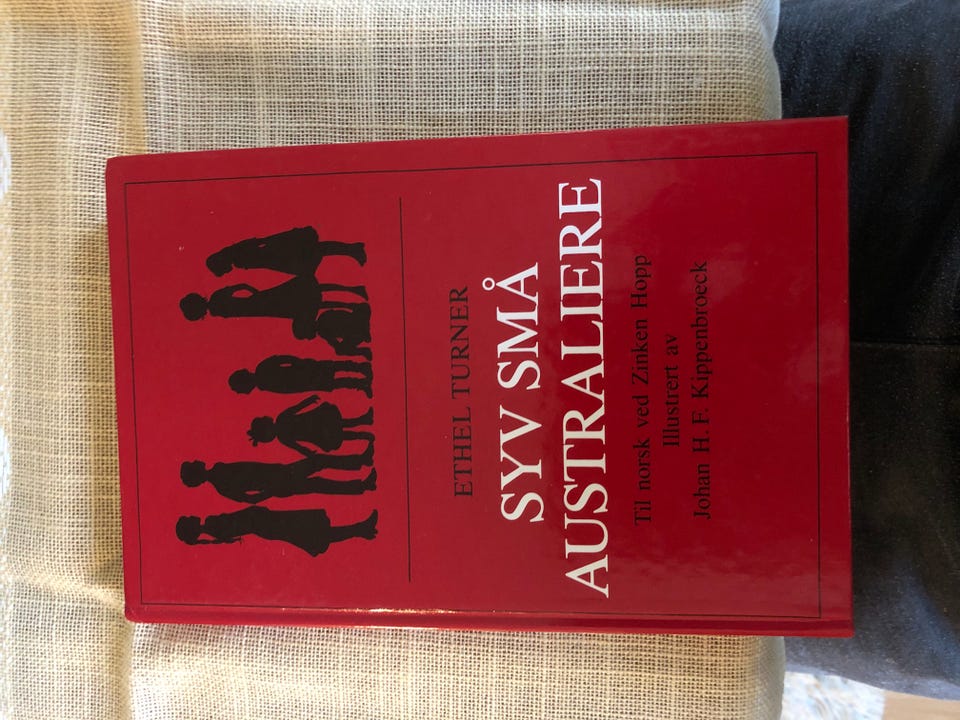 ETHEL TURNER
SYV SMÅ
AUSTRALIERE
Til norsk ved Zinken Hopp
Illustrert av
Johan H. F. Kippenbroeck